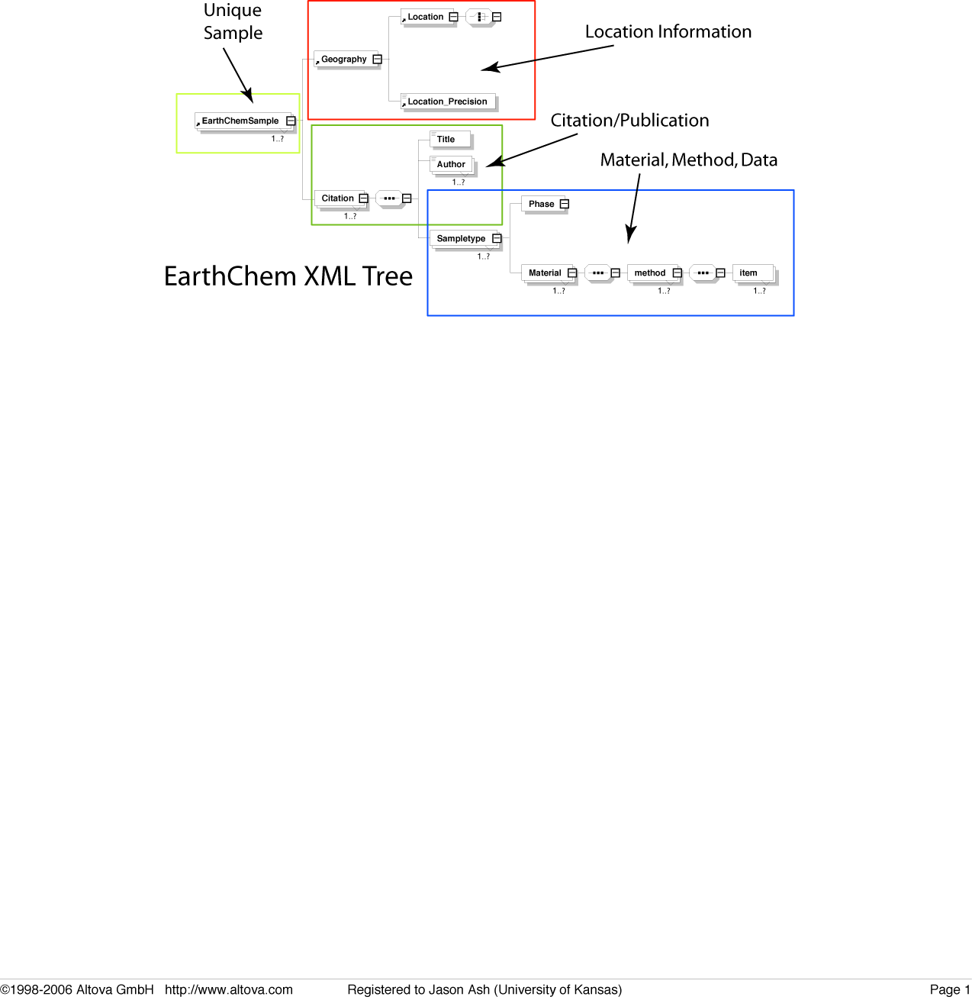 Unique
Sample
Location
Location Information
Geography
Location_Precision
EarthChemSample
1..?
Citation/Publication
Title
Author
1..?
Material, Method, Data
Citation
1..?
Phase
Sampletype
1..?
EarthChem XML Tree
Material
method
item
1..?
1..?
1..?
©1998-2006 Altova GmbH http://www.altova.com Registered to Jason Ash (University of Kansas) Page 1